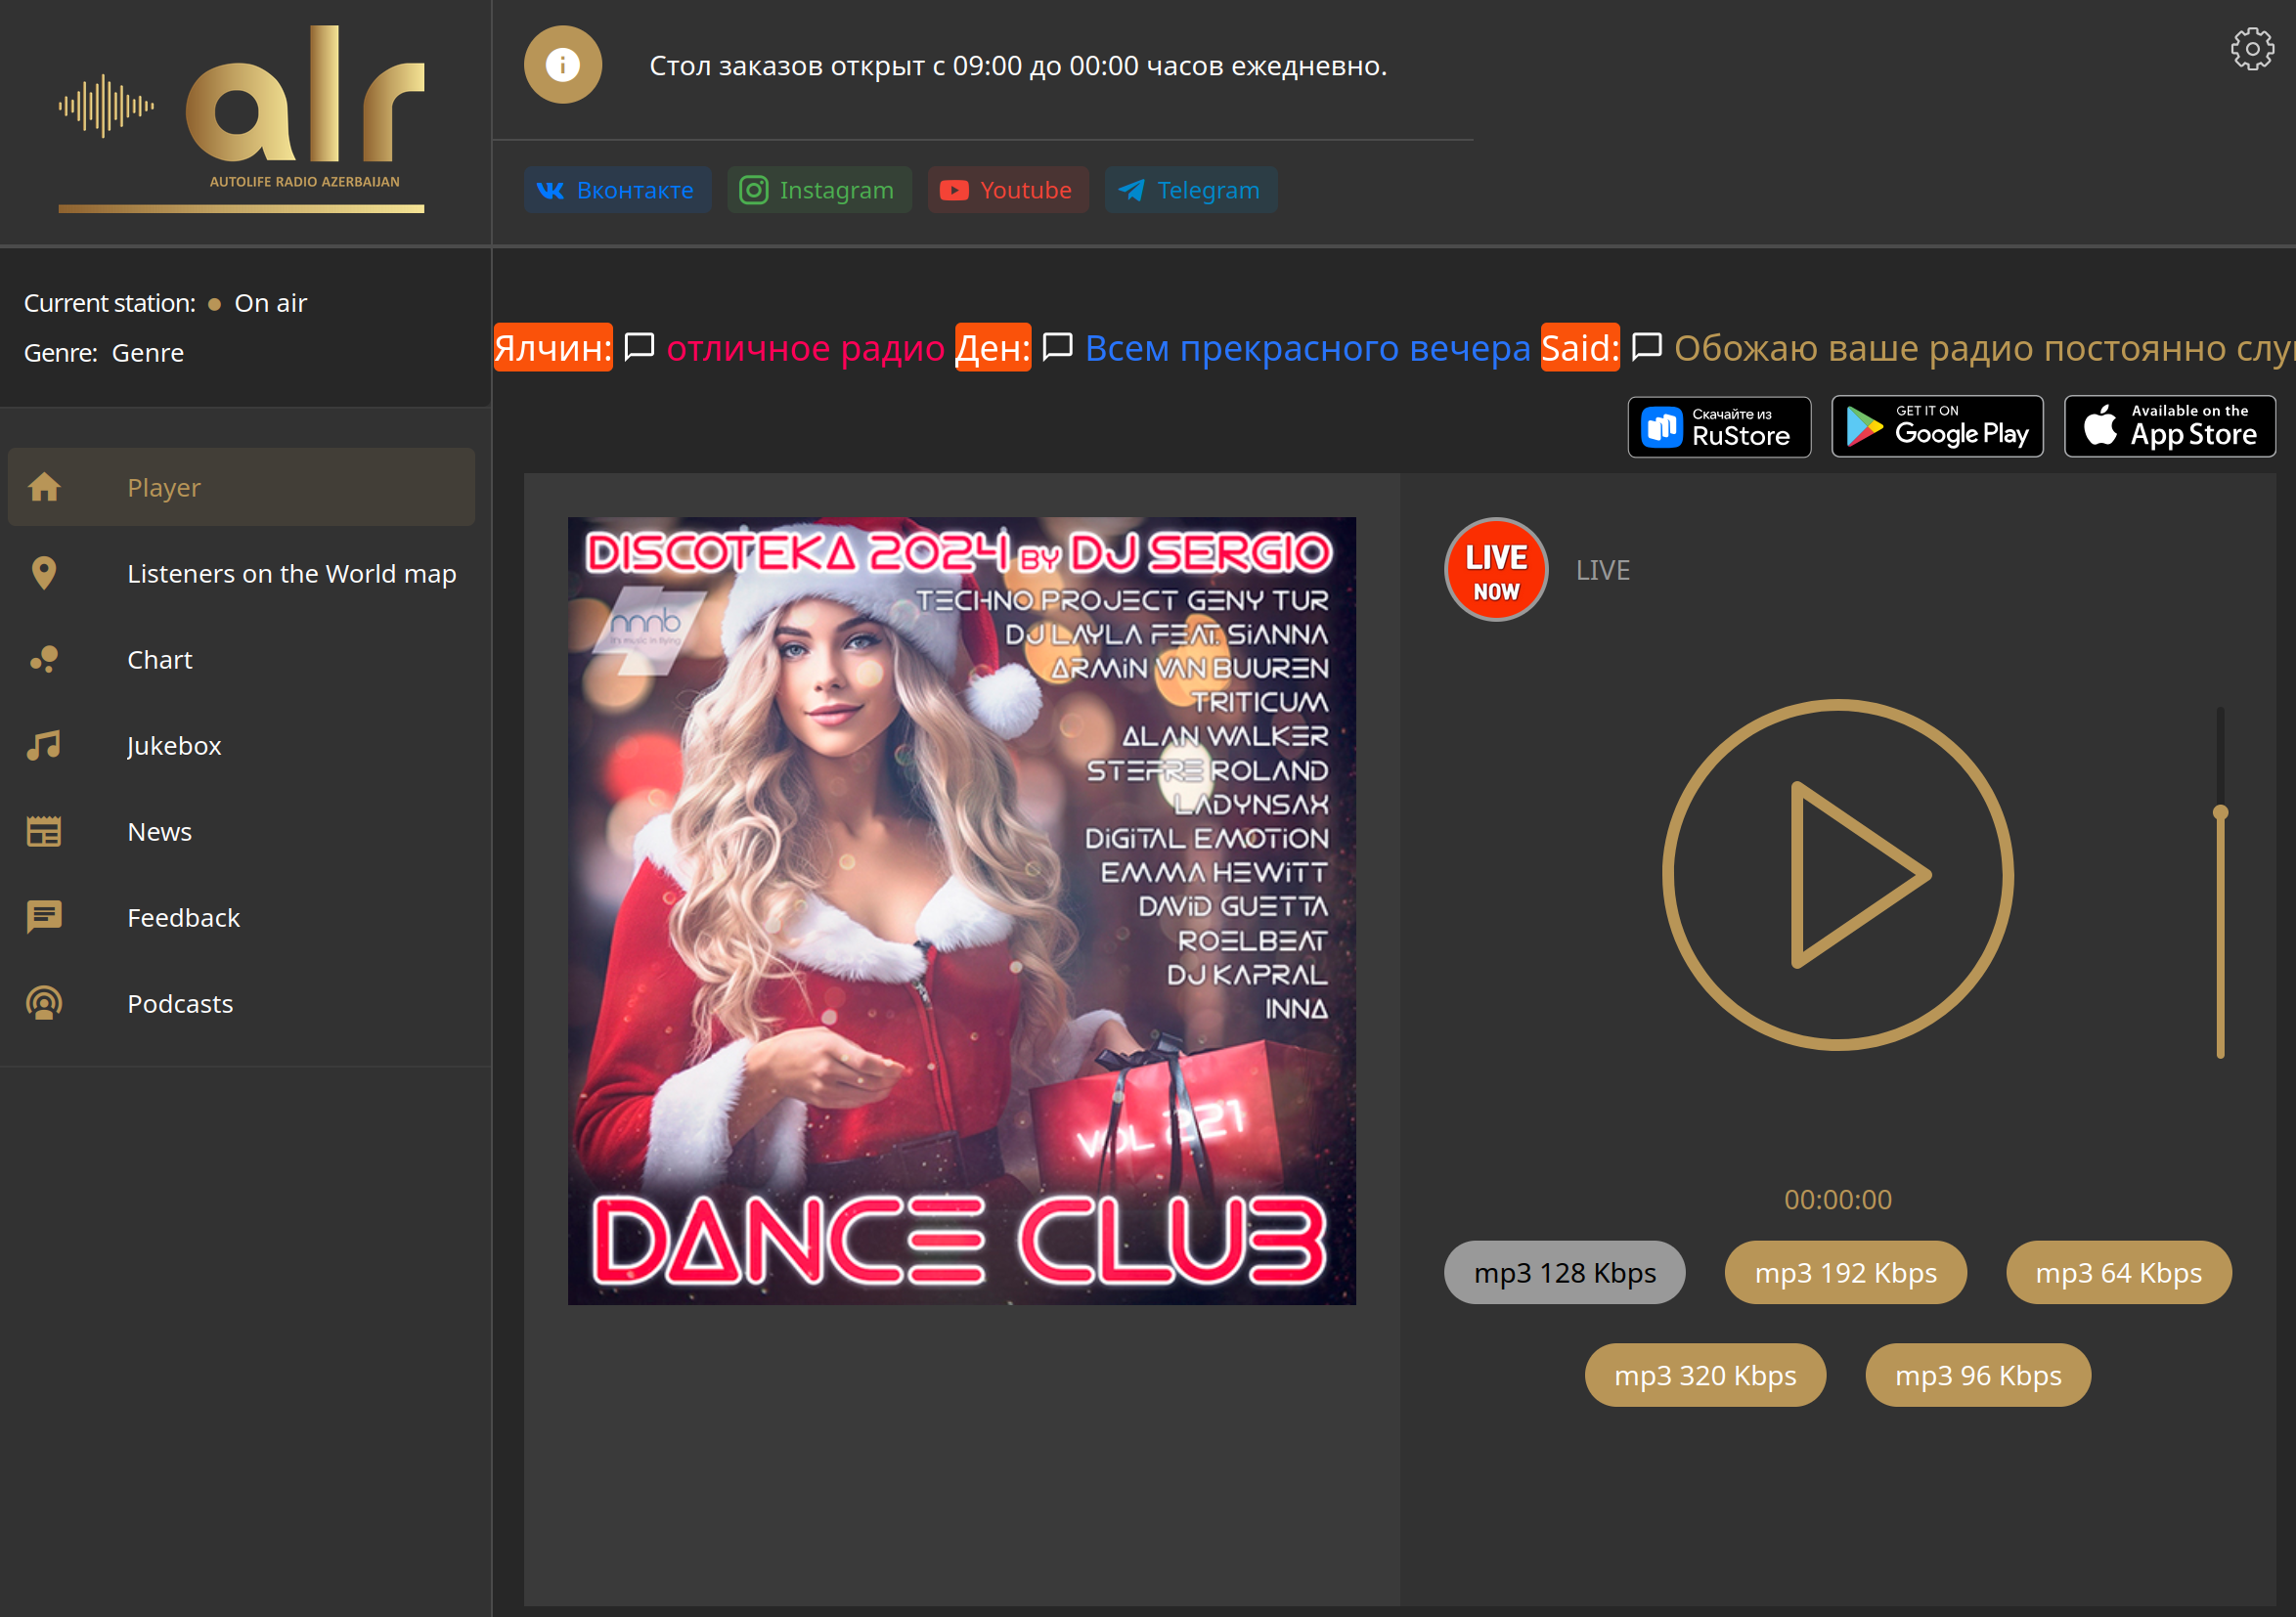 alr
AUTOLIFE RADIO AZERBAIJAN
Стол заказов открыт с 09:00 до 00:00 часов ежедневно.
Вконтакте Instagram Youtube Telegram
Current station: On air
Genre: Genre
Ялчин: отличное радио Ден: Всем прекрасного вечера Said: Обожаю ваше радио постоянно
Скачайте из RuStore
GET IT ON Google Play
Available on the App Store
Player
Listeners on the World map
Chart
Jukebox
News
Feedback
Podcasts
DISCOTEKA 2024 BY DJ SERGIO
nnnb
it's music in flying
TECHNO PROJECT GENY TUR
DJ LAYLA FEAT. SiANNA
ARMiN VAN BUUREN
TRITICUM
ALAN WALKER
STEFRE ROLAND
LADYNSAX
DiGiTAL EMOTiON
EMMA HEWiTT
DAViD GUETTA
ROELBEAT
DJ KAPRAL
INNA
VOL 221
DANCE CLUB
LIVE NOW
LIVE
00:00:00
mp3 128 Kbps mp3 192 Kbps mp3 64 Kbps
mp3 320 Kbps mp3 96 Kbps